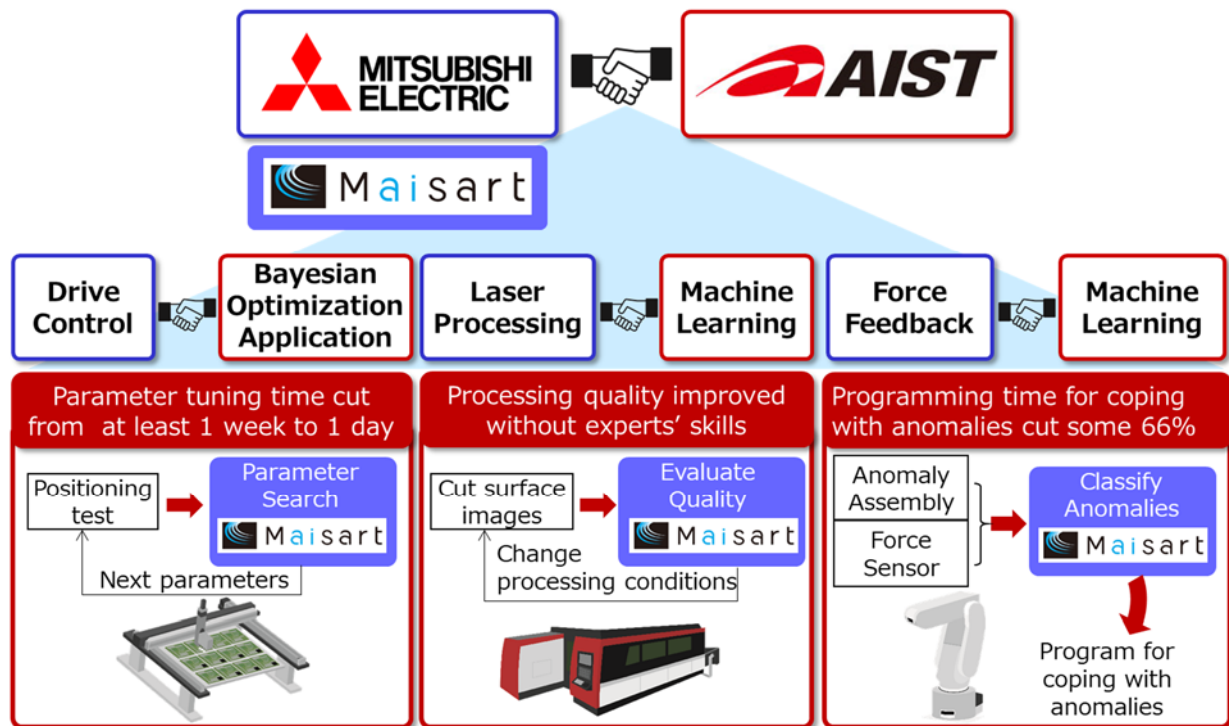 MITSUBISHI
ELECTRIC
AIST
Maisart
Drive
Control
Bayesian
Optimization
Application
Laser
Processing
Machine
Learning
Force
Feedback
Machine
Learning
Parameter tuning time cut
from at least 1 week to 1 day
Positioning
test
Parameter
Search
Maisart
Next parameters
Processing quality improved
without experts’ skills
Cut surface
images
Evaluate
Quality
Maisart
Change
processing conditions
Programming time for coping
with anomalies cut some 66%
Anomaly
Assembly
Force
Sensor
Classify
Anomalies
Maisart
Program for
coping with
anomalies